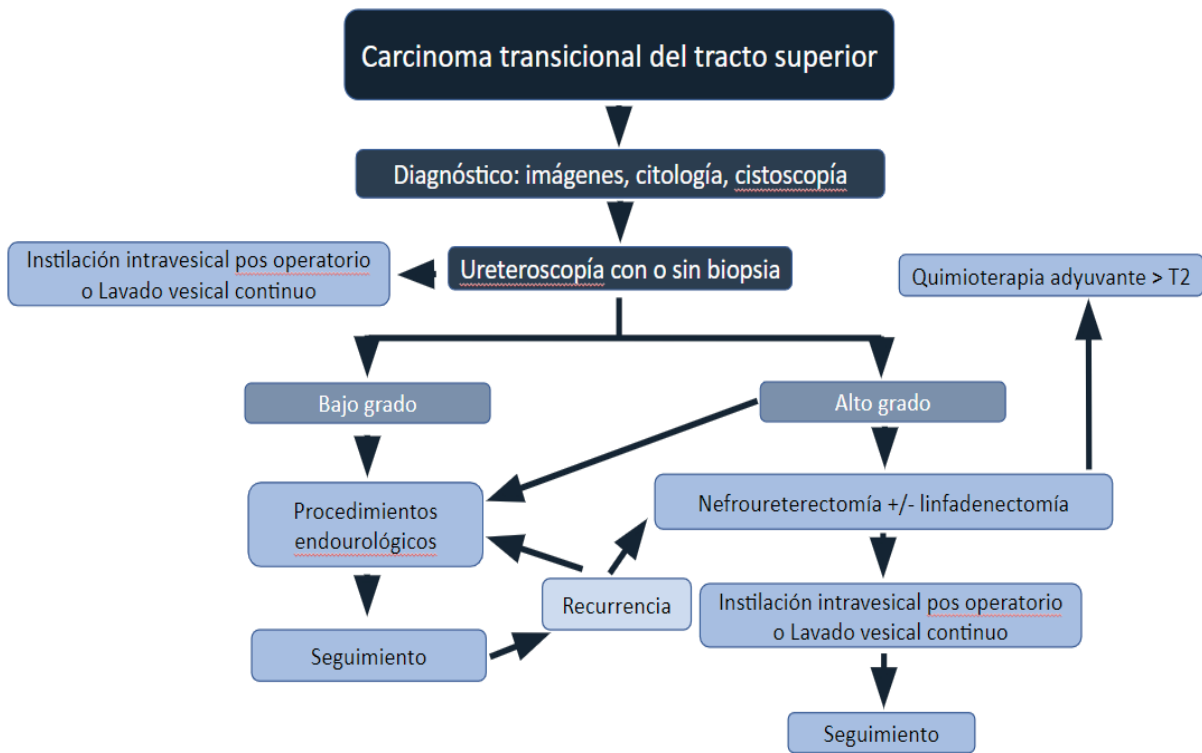 Carcinoma transicional del tracto superior
Diagnóstico: imágenes, citología, cistoscopía
Instilación intravesical pos operatorio
o Lavado vesical continuo
Ureteroscopía con o sin biopsia
Quimioterapia adyuvante > T2
Bajo grado
Alto grado
Procedimientos
endourológicos
Nefroureterectomía +/- linfadenectomía
Recurrencia
Instilación intravesical pos operatorio
o Lavado vesical continuo
Seguimiento
Seguimiento